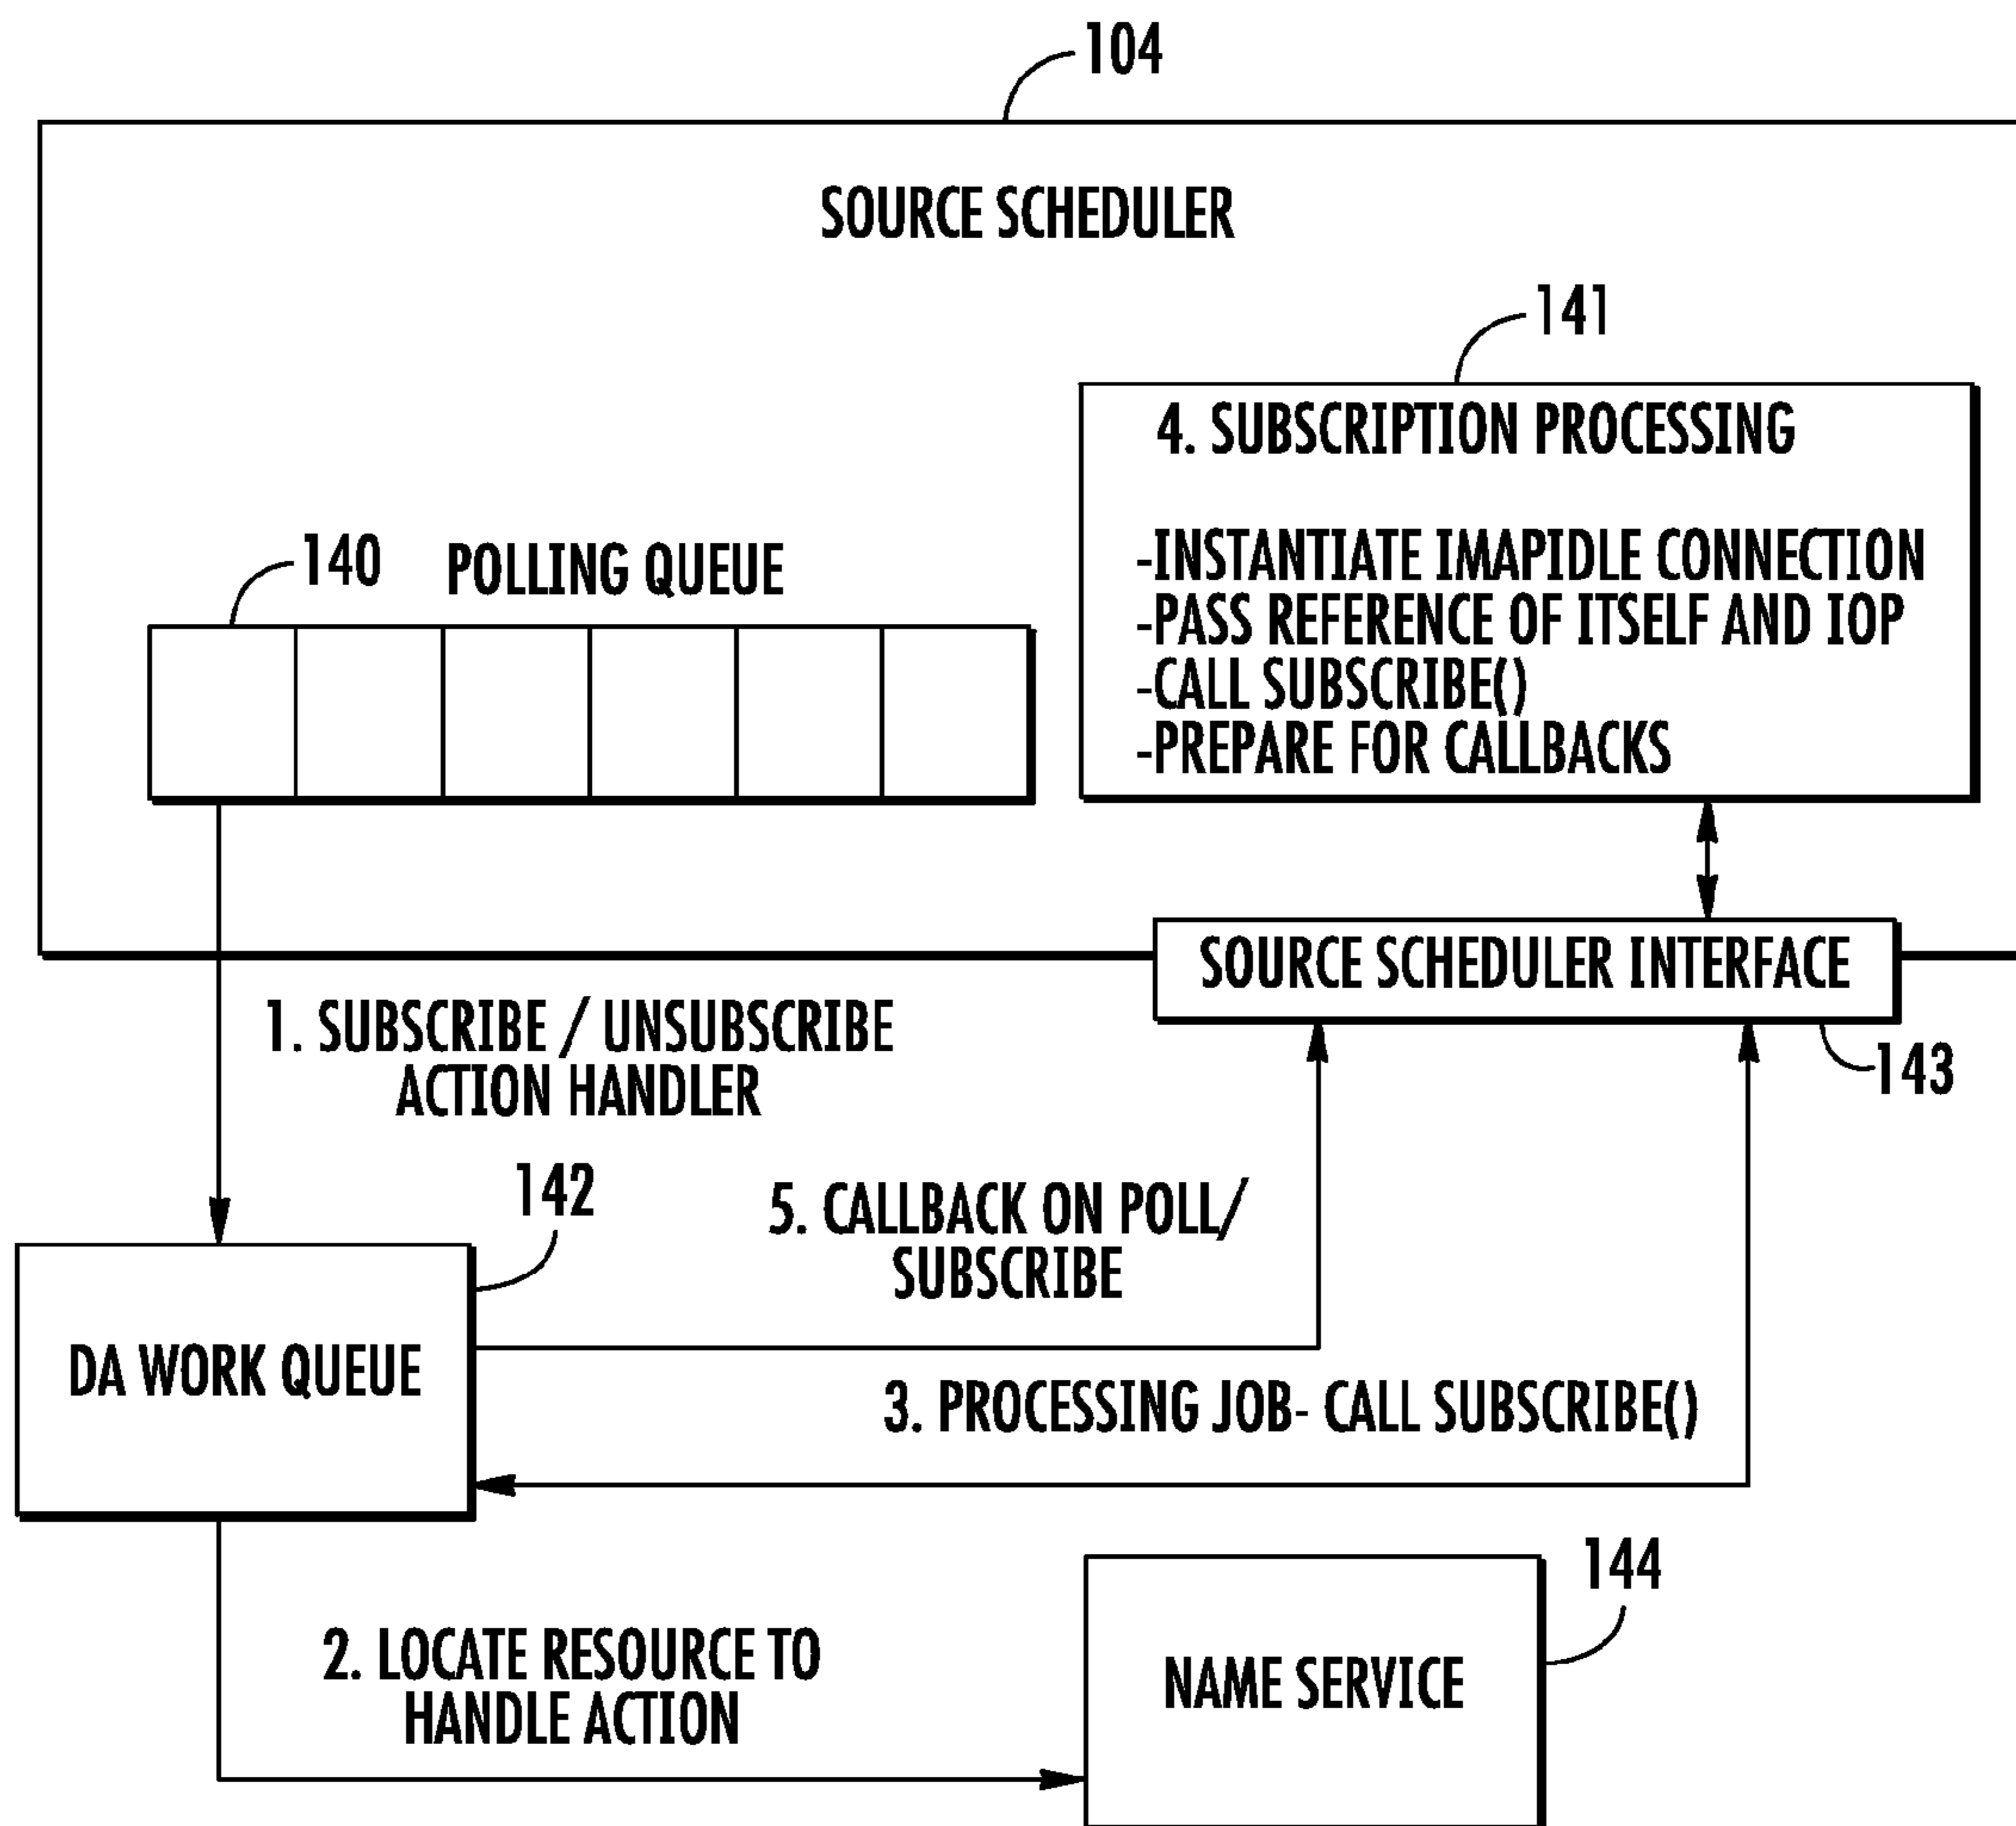 104
SOURCE SCHEDULER
141
4. SUBSCRIPTION PROCESSING
-INSTANTIATE IMAPIDLE CONNECTION
-PASS REFERENCE OF ITSELF AND IOP
-CALL SUBSCRIBE()
-PREPARE FOR CALLBACKS
140
POLLING QUEUE
SOURCE SCHEDULER INTERFACE
143
1. SUBSCRIBE / UNSUBSCRIBE
ACTION HANDLER
142
5. CALLBACK ON POLL/
SUBSCRIBE
DA WORK QUEUE
3. PROCESSING JOB- CALL SUBSCRIBE()
144
2. LOCATE RESOURCE TO
HANDLE ACTION
NAME SERVICE